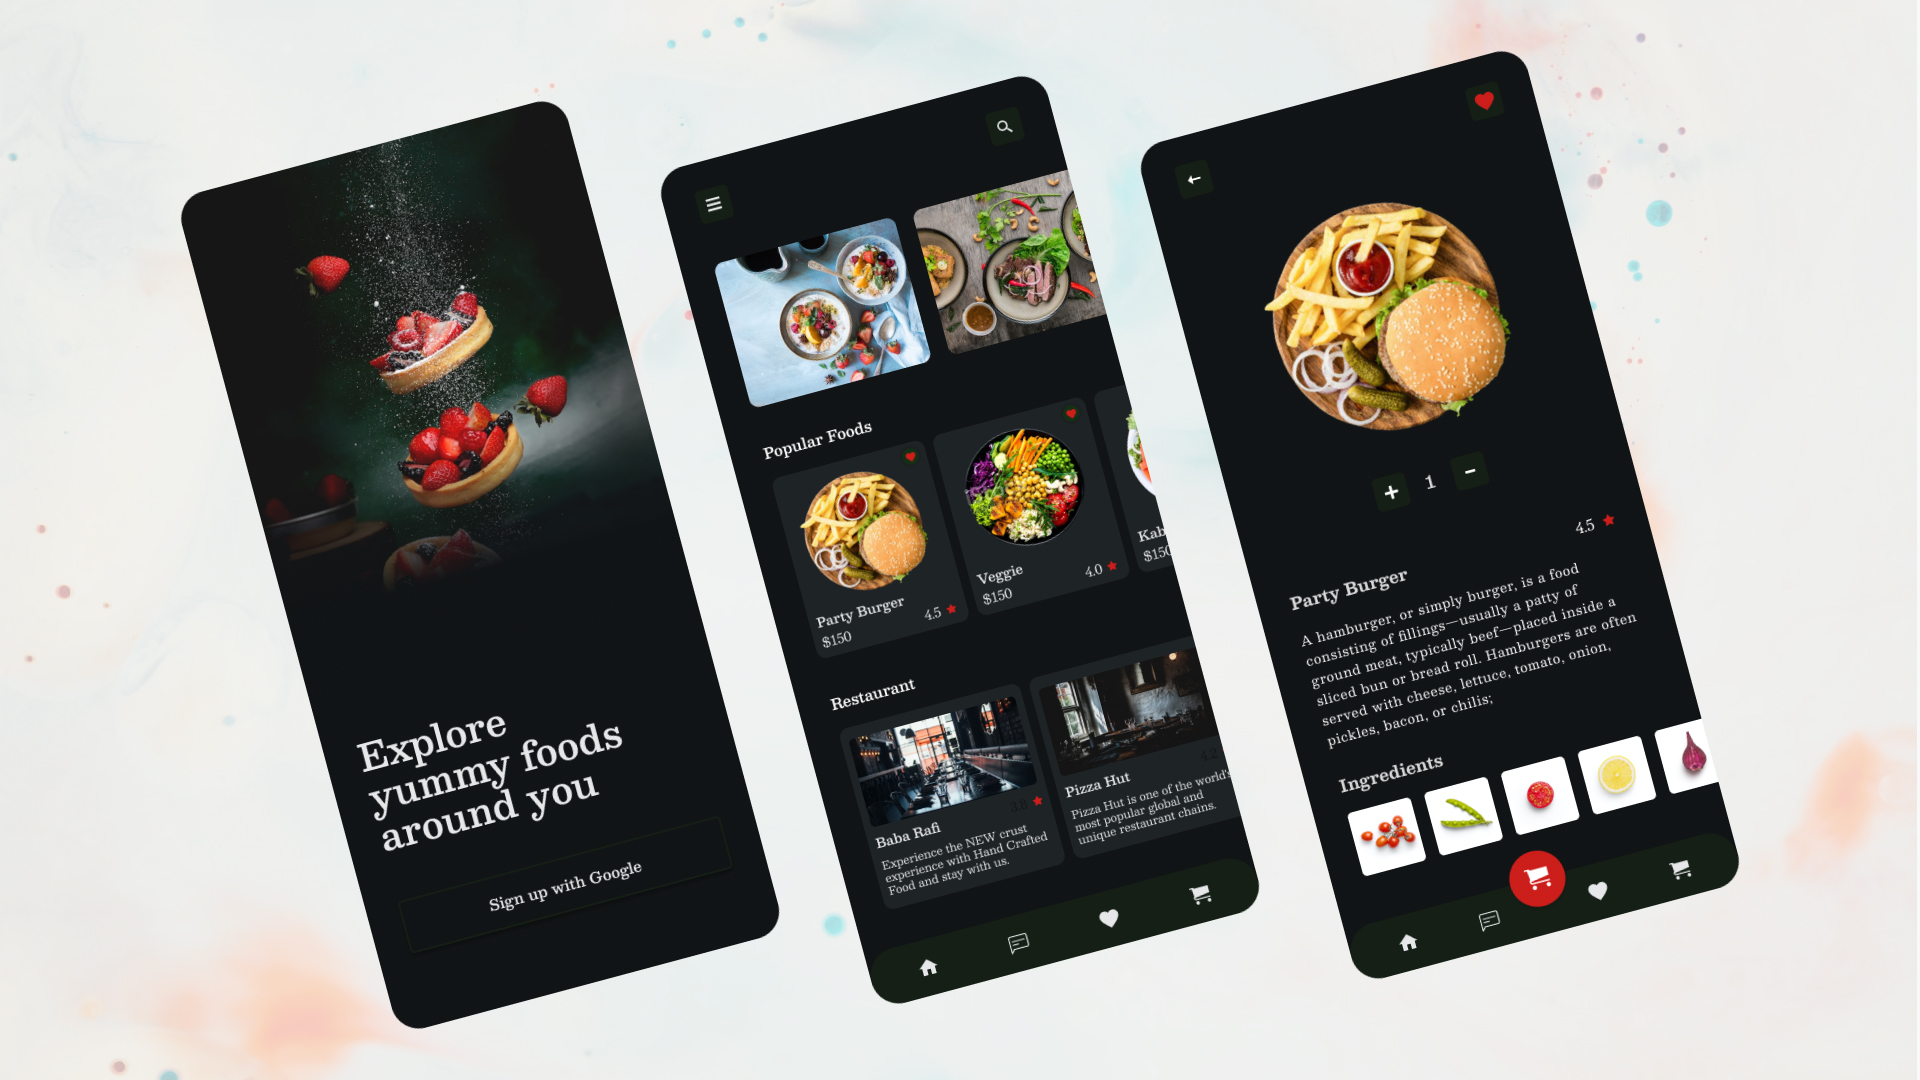 Explore
yummy foods
around you
Sign up with Google
Popular Foods
Party Burger
$150
4.5
Veggie
$150
4.0
Kab
$150
Restaurant
3.8
Baba Rafi
Experience the NEW crust
experience with Hand Crafted
Food and stay with us.
4.2
Pizza Hut
Pizza Hut is one of the world's
most popular global and
unique restaurant chains.
1
4.5
Party Burger
A hamburger, or simply burger, is a food
consisting of fillings—usually a patty of
ground meat, typically beef—placed inside a
sliced bun or bread roll. Hamburgers are often
served with cheese, lettuce, tomato, onion,
pickles, bacon, or chilis;
Ingredients